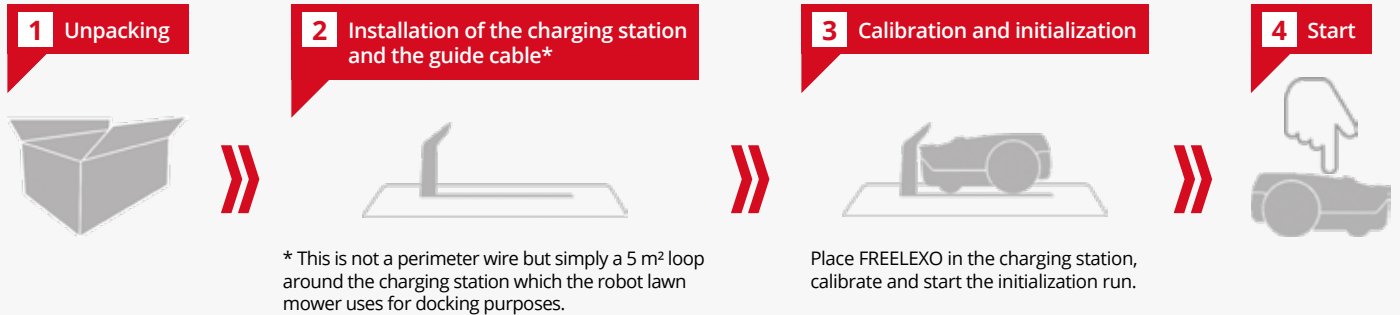 1 Unpacking
2 Installation of the charging station
and the guide cable*
3 Calibration and initialization
4 Start
* This is not a perimeter wire but simply a 5 m² loop
around the charging station which the robot lawn
mower uses for docking purposes.
Place FREELEXO in the charging station,
calibrate and start the initialization run.